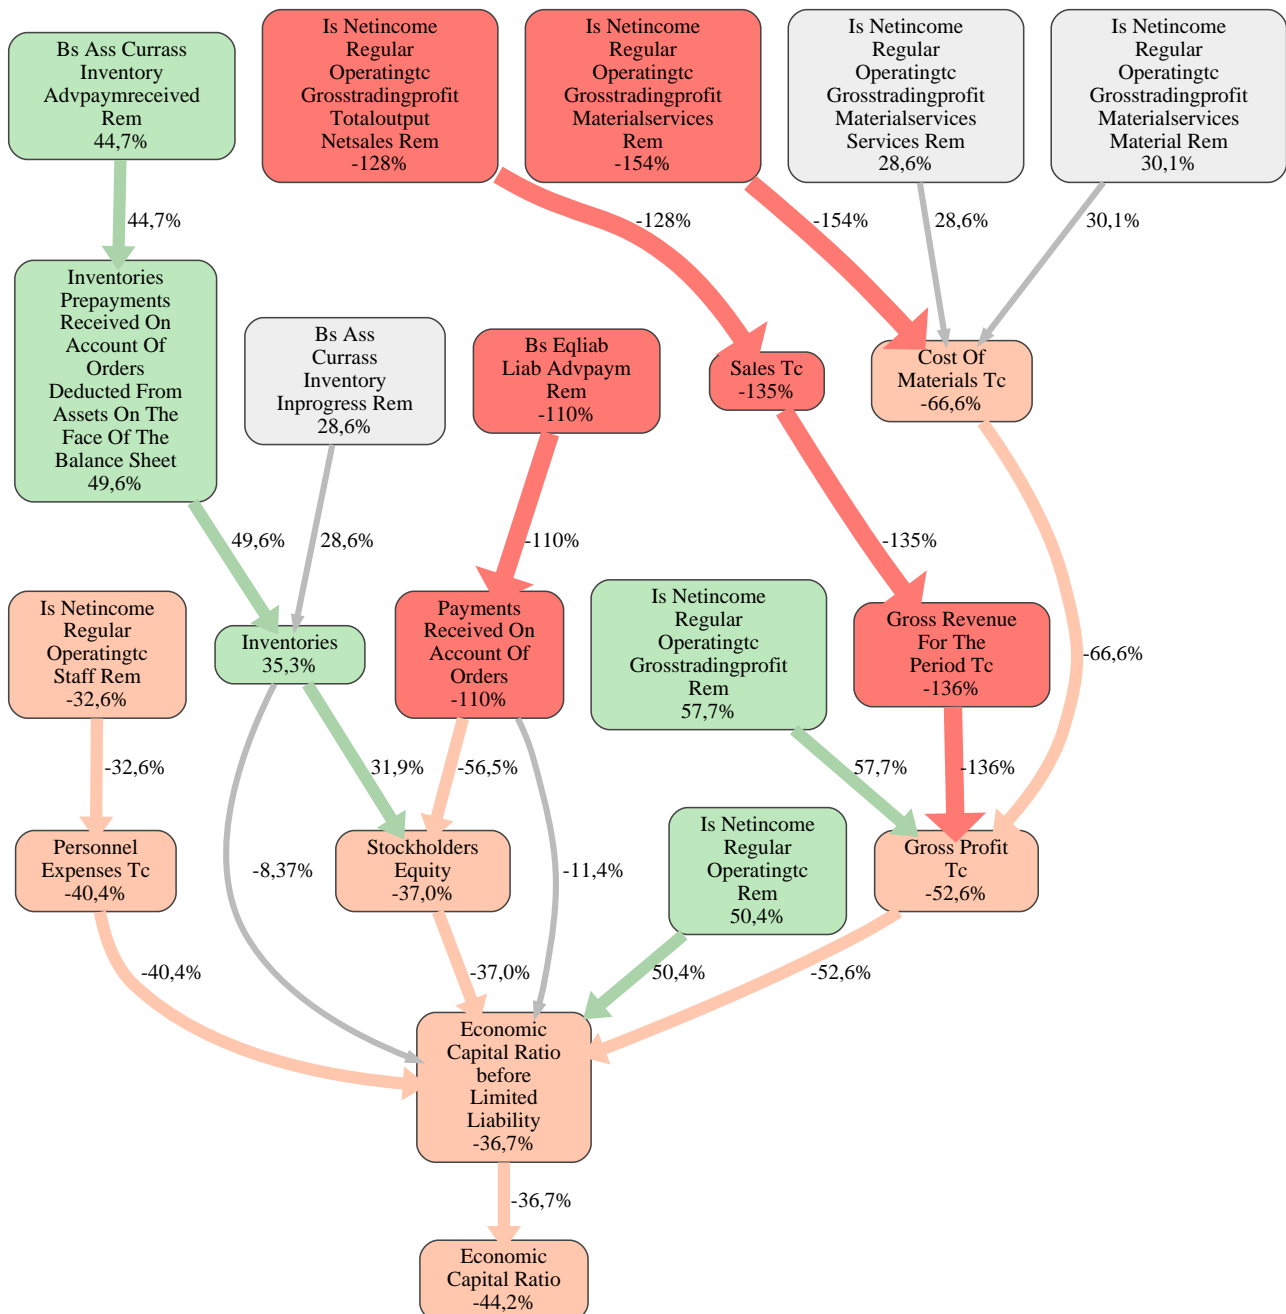 Bs Ass Currass
Inventory
Advpaymreceived
Rem
44,7%
Is Netincome
Regular
Operatingtc
Grosstradingprofit
Totaloutput
Netsales Rem
-128%
Is Netincome
Regular
Operatingtc
Grosstradingprofit
Materialservices
Rem
-154%
Is Netincome
Regular
Operatingtc
Grosstradingprofit
Materialservices
Services Rem
28,6%
Is Netincome
Regular
Operatingtc
Grosstradingprofit
Materialservices
Material Rem
30,1%
44,7%
-128%
-154%
28,6%
30,1%
Inventories
Prepayments
Received On
Account Of
Orders
Deducted From
Assets On The
Face Of The
Balance Sheet
49,6%
Bs Ass
Currass
Inventory
Inprogress Rem
28,6%
Bs Eqliab
Liab Advpaym
Rem
-110%
Sales Tc
-135%
Cost Of
Materials Tc
-66,6%
49,6%
28,6%
-110%
-135%
-66,6%
Is Netincome
Regular
Operatingtc
Staff Rem
-32,6%
Inventories
35,3%
Payments
Received On
Account Of
Orders
-110%
Is Netincome
Regular
Operatingtc
Grosstradingprofit
Rem
57,7%
Gross Revenue
For The
Period Tc
-136%
-32,6%
31,9%
-56,5%
57,7%
-136%
Personnel
Expenses Tc
-40,4%
-8,37%
Stockholders
Equity
-37,0%
-11,4%
Is Netincome
Regular
Operatingtc
Rem
50,4%
Gross Profit
Tc
-52,6%
-40,4%
-37,0%
50,4%
-52,6%
Economic
Capital Ratio
before
Limited
Liability
-36,7%
-36,7%
Economic
Capital Ratio
-44,2%